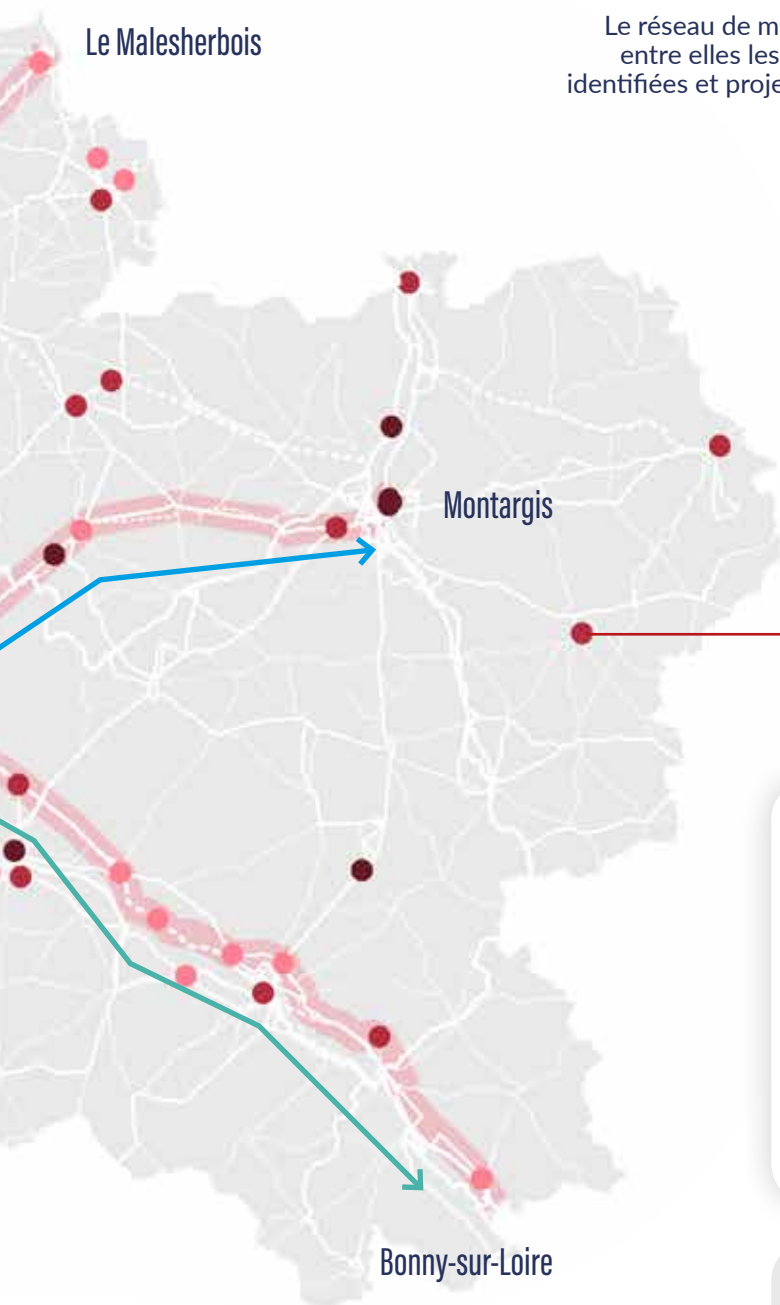 Le Malesherbois
Le réseau de m
entre elles les
identifiées et proje
Montargis
Bonny-sur-Loire